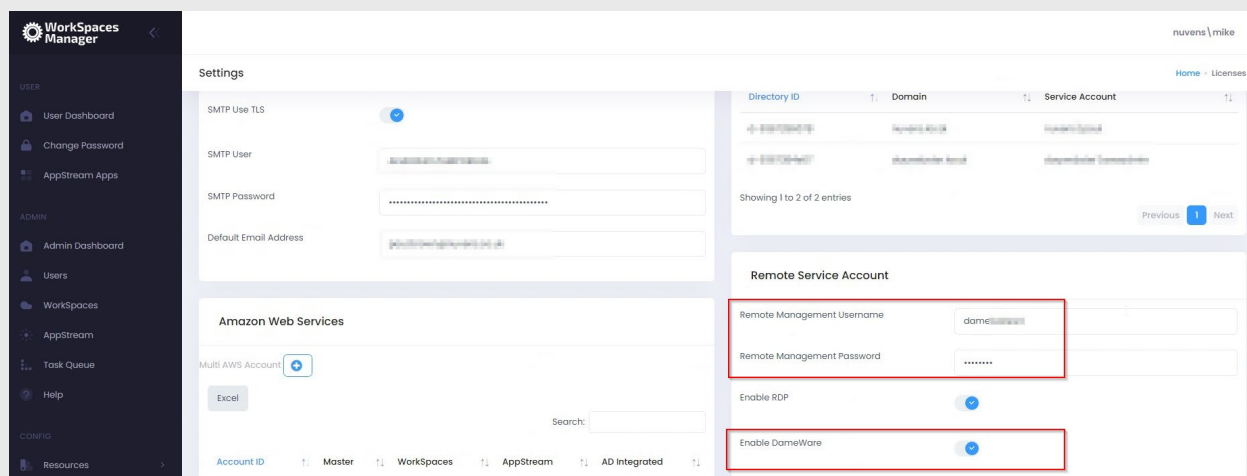 WorkSpaces
Manager
nuvens\mike
Settings
Home - Licenses
USER
User Dashboard
Change Password
AppStream Apps
ADMIN
Admin Dashboard
Users
WorkSpaces
AppStream
Task Queue
Help
CONFIG
Resources
SMTP Use TLS
SMTP User
SMTP Password
Default Email Address
Amazon Web Services
Multi AWS Account
Excel
Search:
Account ID Master WorkSpaces AppStream AD Integrated
Directory ID Domain Service Account
Showing 1 to 2 of 2 entries
Previous 1 Next
Remote Service Account
Remote Management Username
dame
Remote Management Password
Enable RDP
Enable DameWare